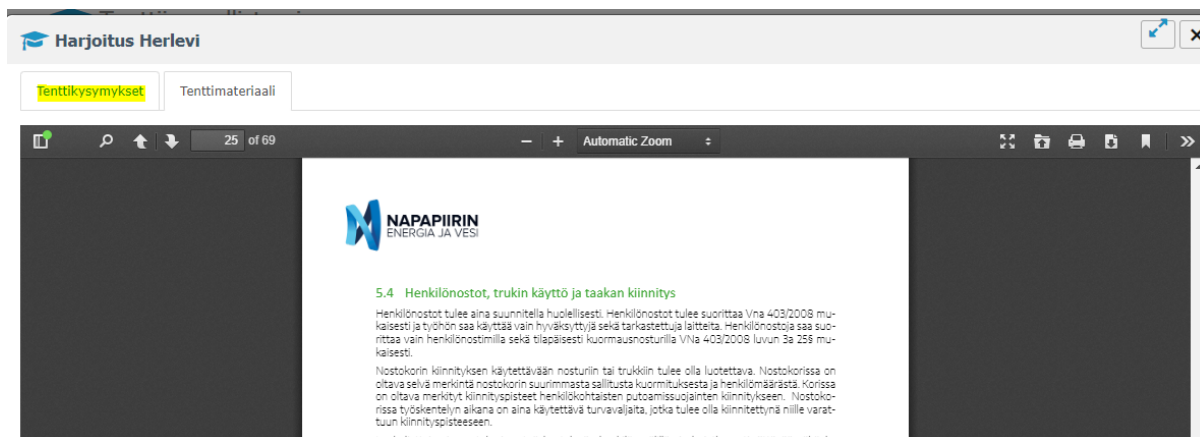 Harjoitus Herlevi
Tenttikysymykset Tenttimateriaali
25 of 69 Automatic Zoom
NAPAPIIRIN
ENERGIA JA VESI
5.4 Henkilönostot, trukin käyttö ja taakan kiinnitys
Henkilönostot tulee aina suunnitella huolellisesti. Henkilönostot tulee suorittaa Vna 403/2008 mu-
kaisesti ja työhön saa käyttää vain hyväksyttyjä sekä tarkastettuja laitteita. Henkilönostoja saa suo-
rittaa vain henkilönostimilla sekä tilapäisesti kuormausnosturilla VNa 403/2008 luvun 3a 25§ mu-
kaisesti.
Nostokorin kiinnityksen käytettävään nosturiin tai trukkiin tulee olla luotettava. Nostokorissa on
oltava selvä merkintä nostokorin suurimmasta sallitusta kuormituksesta ja henkilömäärästä. Korissa
on oltava merkityt kiinnityspisteet henkilökohtaisten putoamissuojainten kiinnitykseen. Nostoko-
rissa työskentelyn aikana on aina käytettävä turvavaljaita, jotka tulee olla kiinnitettynä niille varat-
tuun kiinnityspisteeseen.